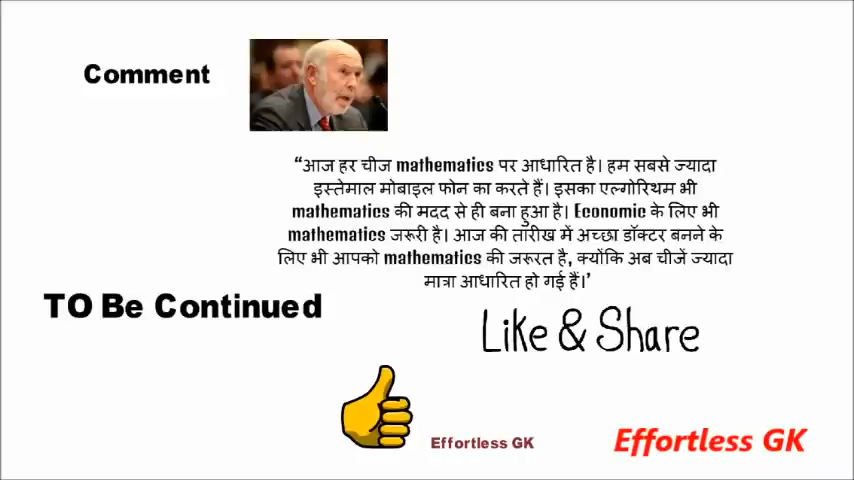 Comment
“आज हर चीज mathematics पर आधारित है। हम सबसे ज्यादा
इस्तेमाल मोबाइल फोन का करते हैं। इसका एल्गोरिथम भी
mathematics की मदद से ही बना हुआ है। Economic के लिए भी
mathematics जरूरी है। आज की तारीख में अच्छा डॉक्टर बनने के
लिए भी आपको mathematics की जरूरत है, क्योंकि अब चीजें ज्यादा
मात्रा आधारित हो गई हैं।’
TO Be Continued
Like & Share
Effortless GK
Effortless GK